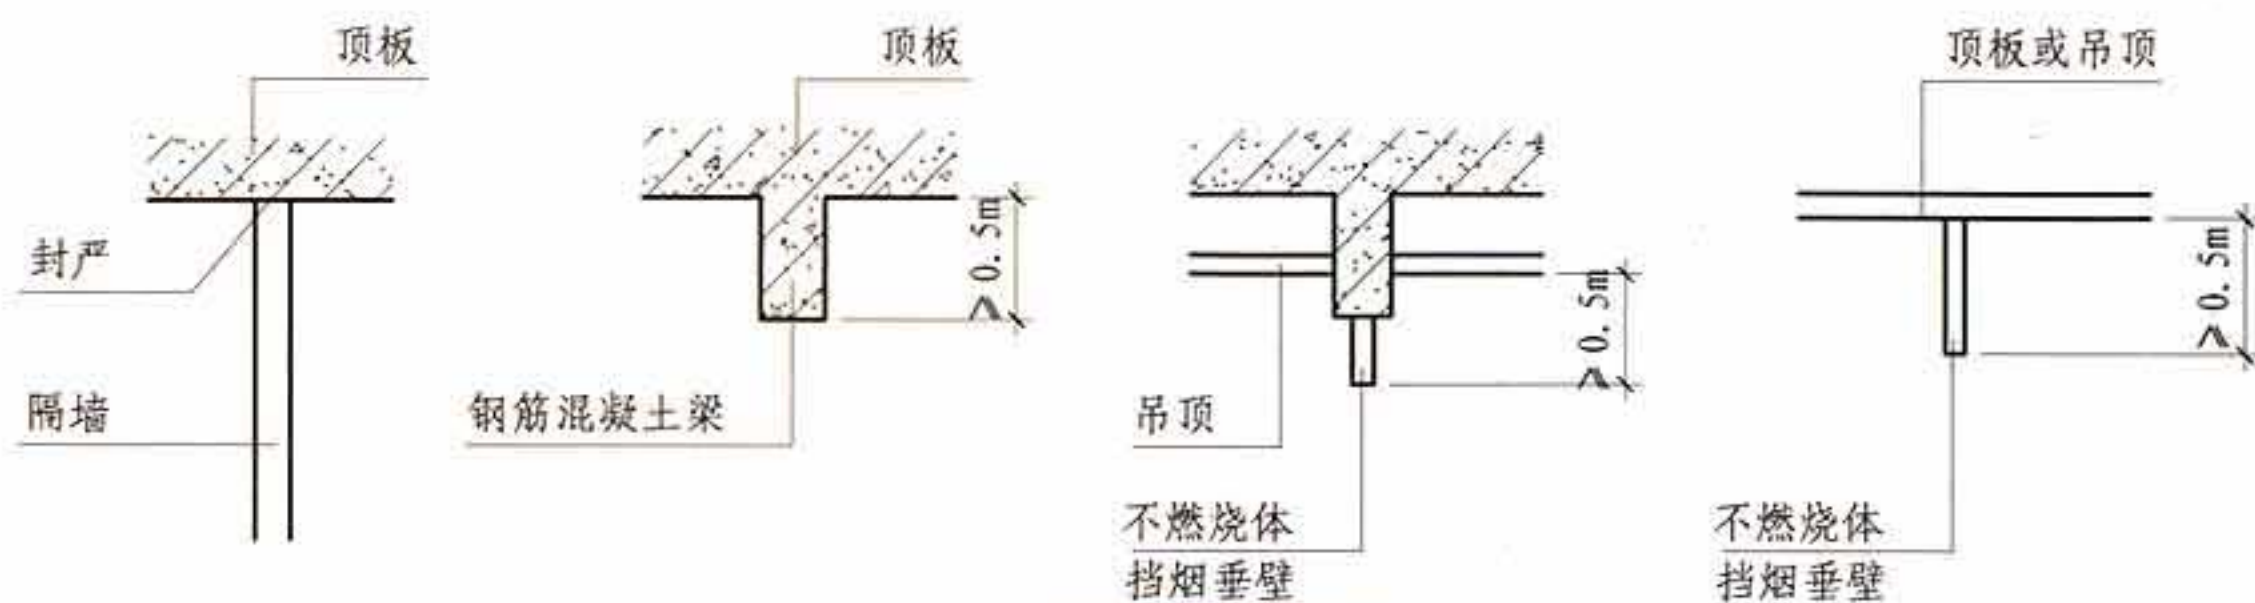 顶板
封严
隔墙
顶板
≥0.5m
钢筋混凝土梁
≥0.5m
吊顶
不燃烧体
挡烟垂壁
顶板或吊顶
≥0.5m
不燃烧体
挡烟垂壁